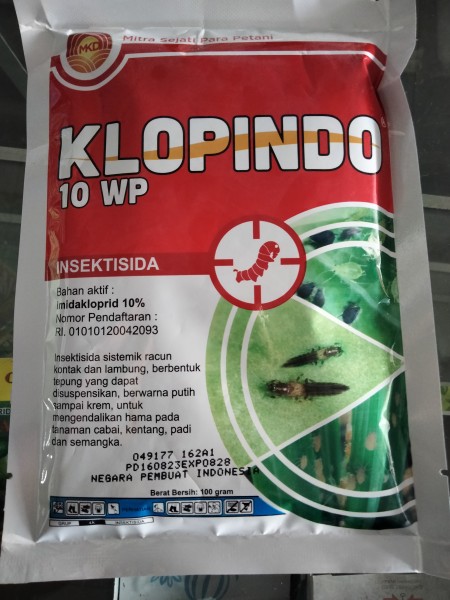 MKD
Mitra Sejati Para Petani
KLOPINDO
10 WP
INSEKTISIDA
Bahan aktif :
imidakloprid 10%
Nomor Pendaftaran :
RI. 01010120042093
Insektisida sistemik racun
kontak dan lambung, berbentuk
tepung yang dapat
disuspensikan, berwarna putih
sampai krem, untuk
mengendalikan hama pada
tanaman cabai, kentang, padi
dan semangka.
049177 162A1
PD160823EXP0828
NEGARA PEMBUAT INDONESIA
Berat Bersih: 100 gram